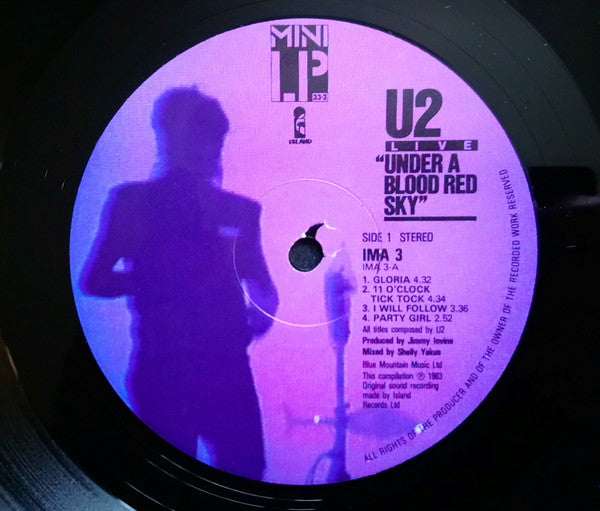 MINI
LP
33⅓
ISLAND
U2
LIVE
"UNDER A
BLOOD RED
SKY"
SIDE 1 STEREO
IMA 3
IMA 3-A
1. GLORIA 4.32
2. 11 O'CLOCK
TICK TOCK 4.34
3. I WILL FOLLOW 3.36
4. PARTY GIRL 2.52
All titles composed by U2
Produced by Jimmy Iovine
Mixed by Shelly Yakus
Blue Mountain Music Ltd
This compilation ℗ 1983
Original sound recording
made by Island
Records Ltd
ALL RIGHTS OF THE PRODUCER AND OF THE OWNER OF THE RECORDED WORK RESERVED